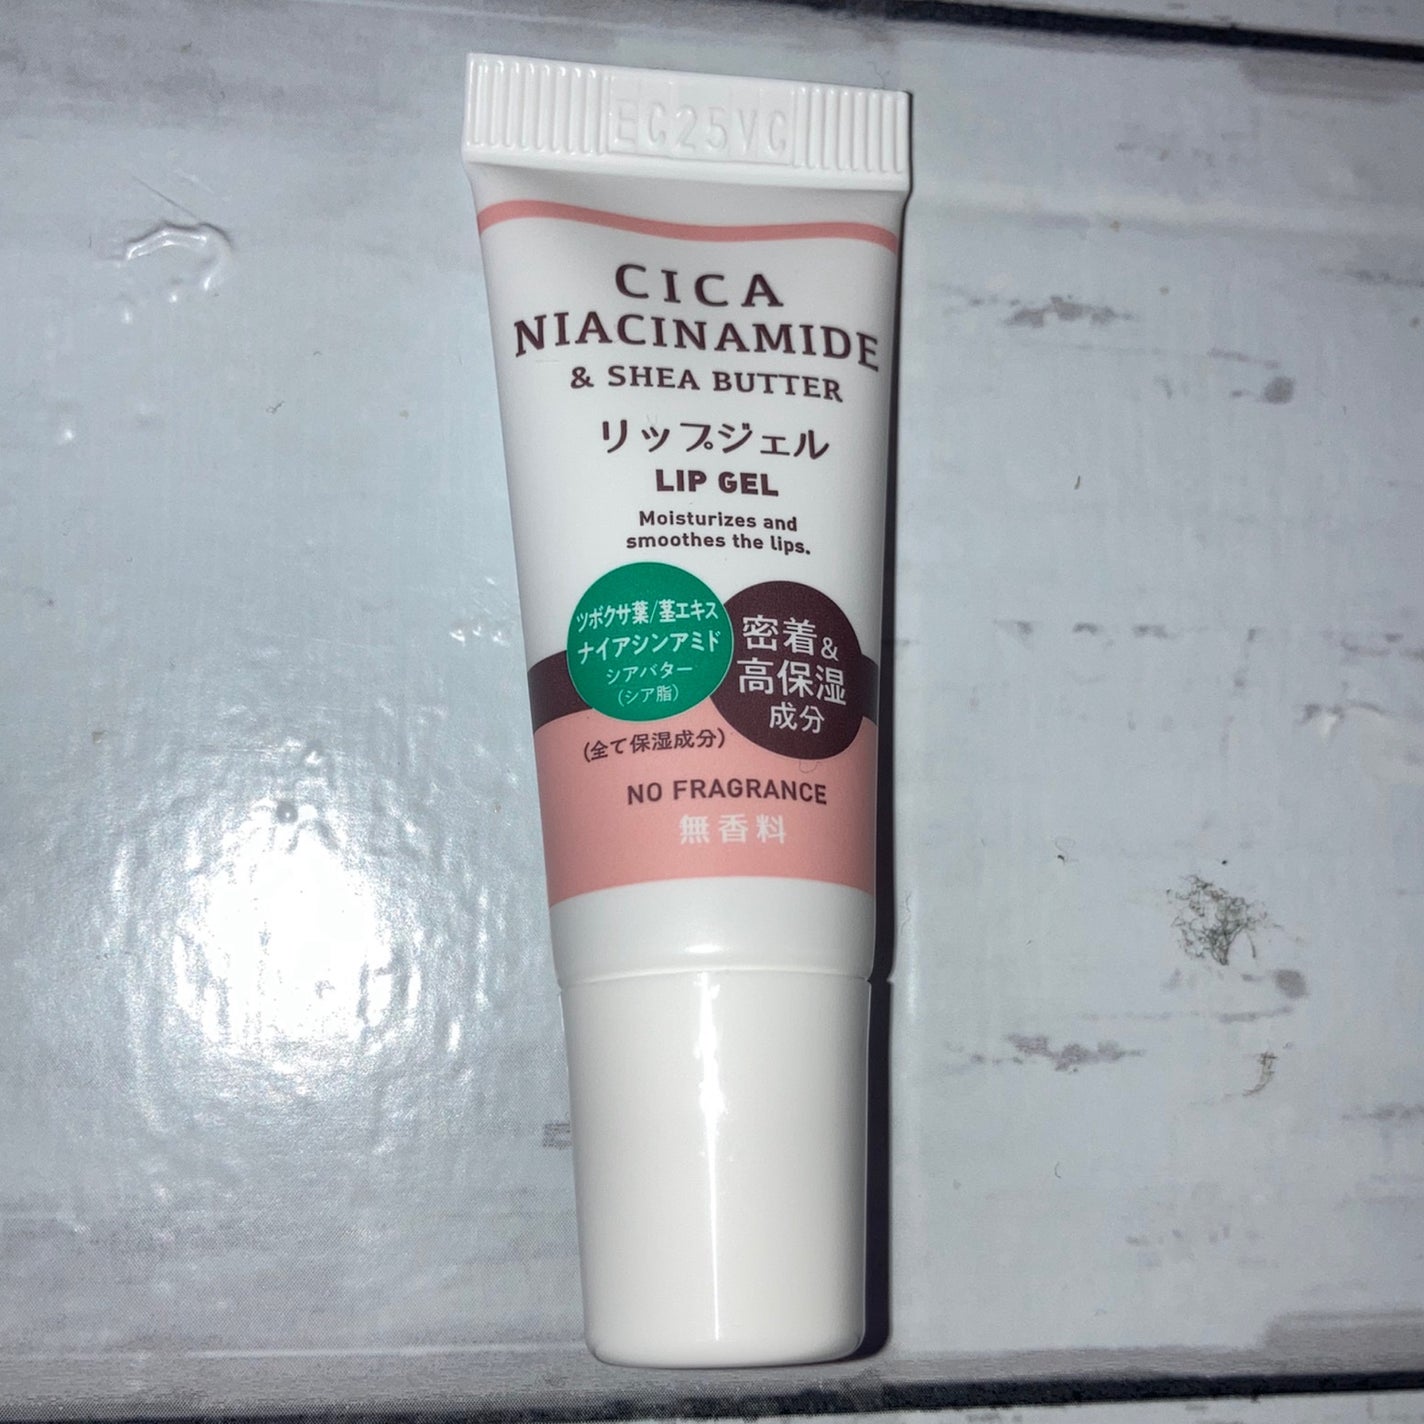 EC25VC
CICA
NIACINAMIDE
& SHEA BUTTER
リップジェル
LIP GEL
Moisturizes and
smoothes the lips.
ツボクサ葉/茎エキス
ナイアシンアミド
シアバター
(シア脂)
密着&
高保湿
成分
(全て保湿成分)
NO FRAGRANCE
無香料